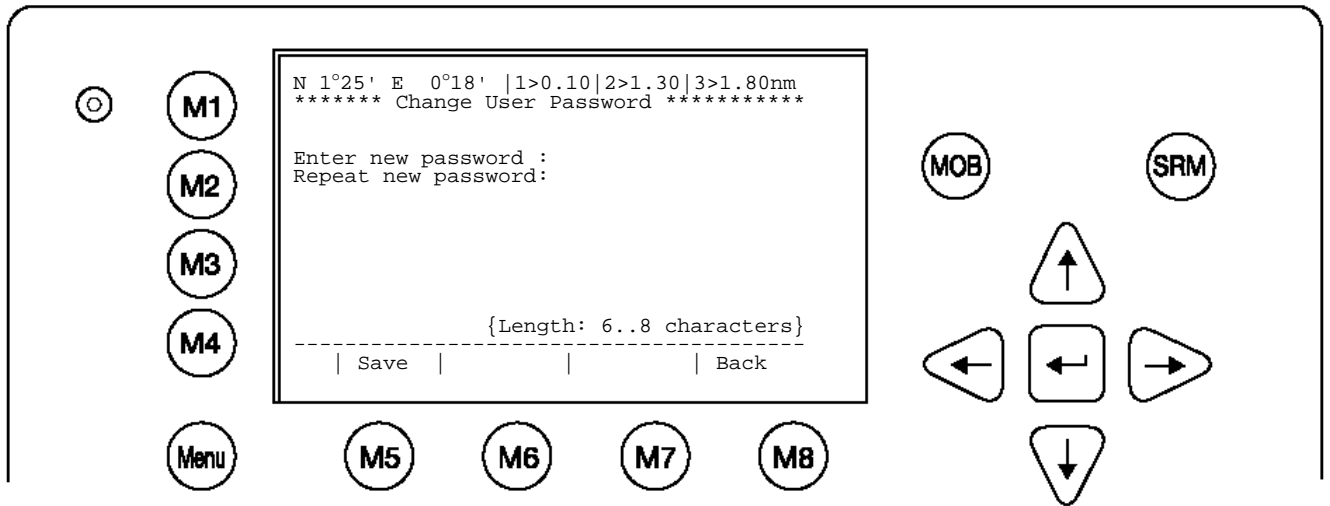 N 1°25' E  0°18' |1>0.10|2>1.30|3>1.80nm
******* Change User Password ***********
Enter new password :
Repeat new password:
{Length: 6..8 characters}
----------------------------------------
| Save | | | Back
M1
M2
M3
M4
Menu
M5
M6
M7
M8
MOB
SRM